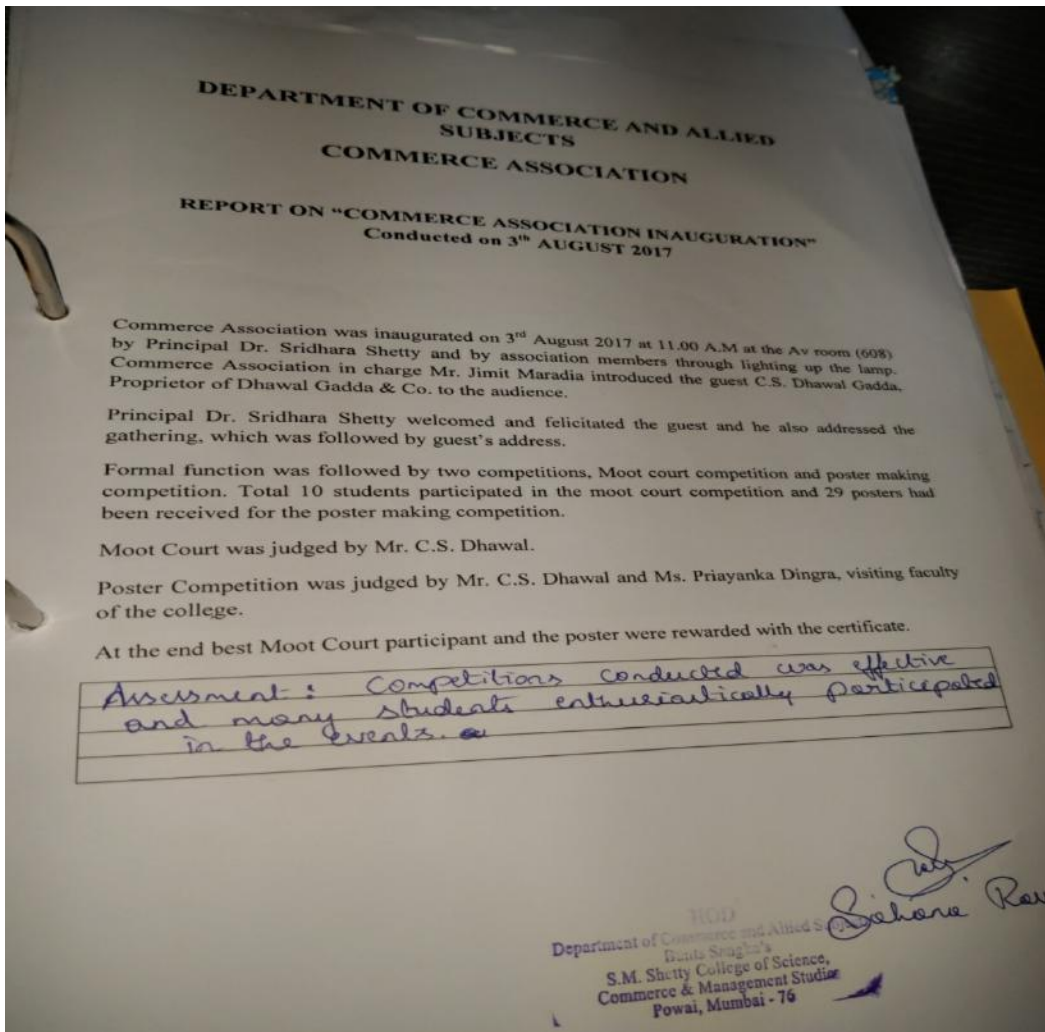 DEPARTMENT OF COMMERCE AND ALLIED
SUBJECTS
COMMERCE ASSOCIATION
REPORT ON “COMMERCE ASSOCIATION INAUGURATION”
Conducted on 3th AUGUST 2017
Commerce Association was inaugurated on 3rd August 2017 at 11.00 A.M at the Av room (608)
by Principal Dr. Sridhara Shetty and by association members through lighting up the lamp.
Commerce Association in charge Mr. Jimit Maradia introduced the guest C.S. Dhawal Gadda,
Proprietor of Dhawal Gadda & Co. to the audience.
Principal Dr. Sridhara Shetty welcomed and felicitated the guest and he also addressed the
gathering, which was followed by guest's address.
Formal function was followed by two competitions, Moot court competition and poster making
competition. Total 10 students participated in the moot court competition and 29 posters had
been received for the poster making competition.
Moot Court was judged by Mr. C.S. Dhawal.
Poster Competition was judged by Mr. C.S. Dhawal and Ms. Priayanka Dingra, visiting faculty
of the college.
At the end best Moot Court participant and the poster were rewarded with the certificate.
Assessment : Competitions conducted was effective
and many students enthusiastically participated
in the events.
Sahana
HOD
Department of Commerce and Allied
Bunts Sangha's
S.M. Shetty College of Science,
Commerce & Management Studies
Powai, Mumbai - 76